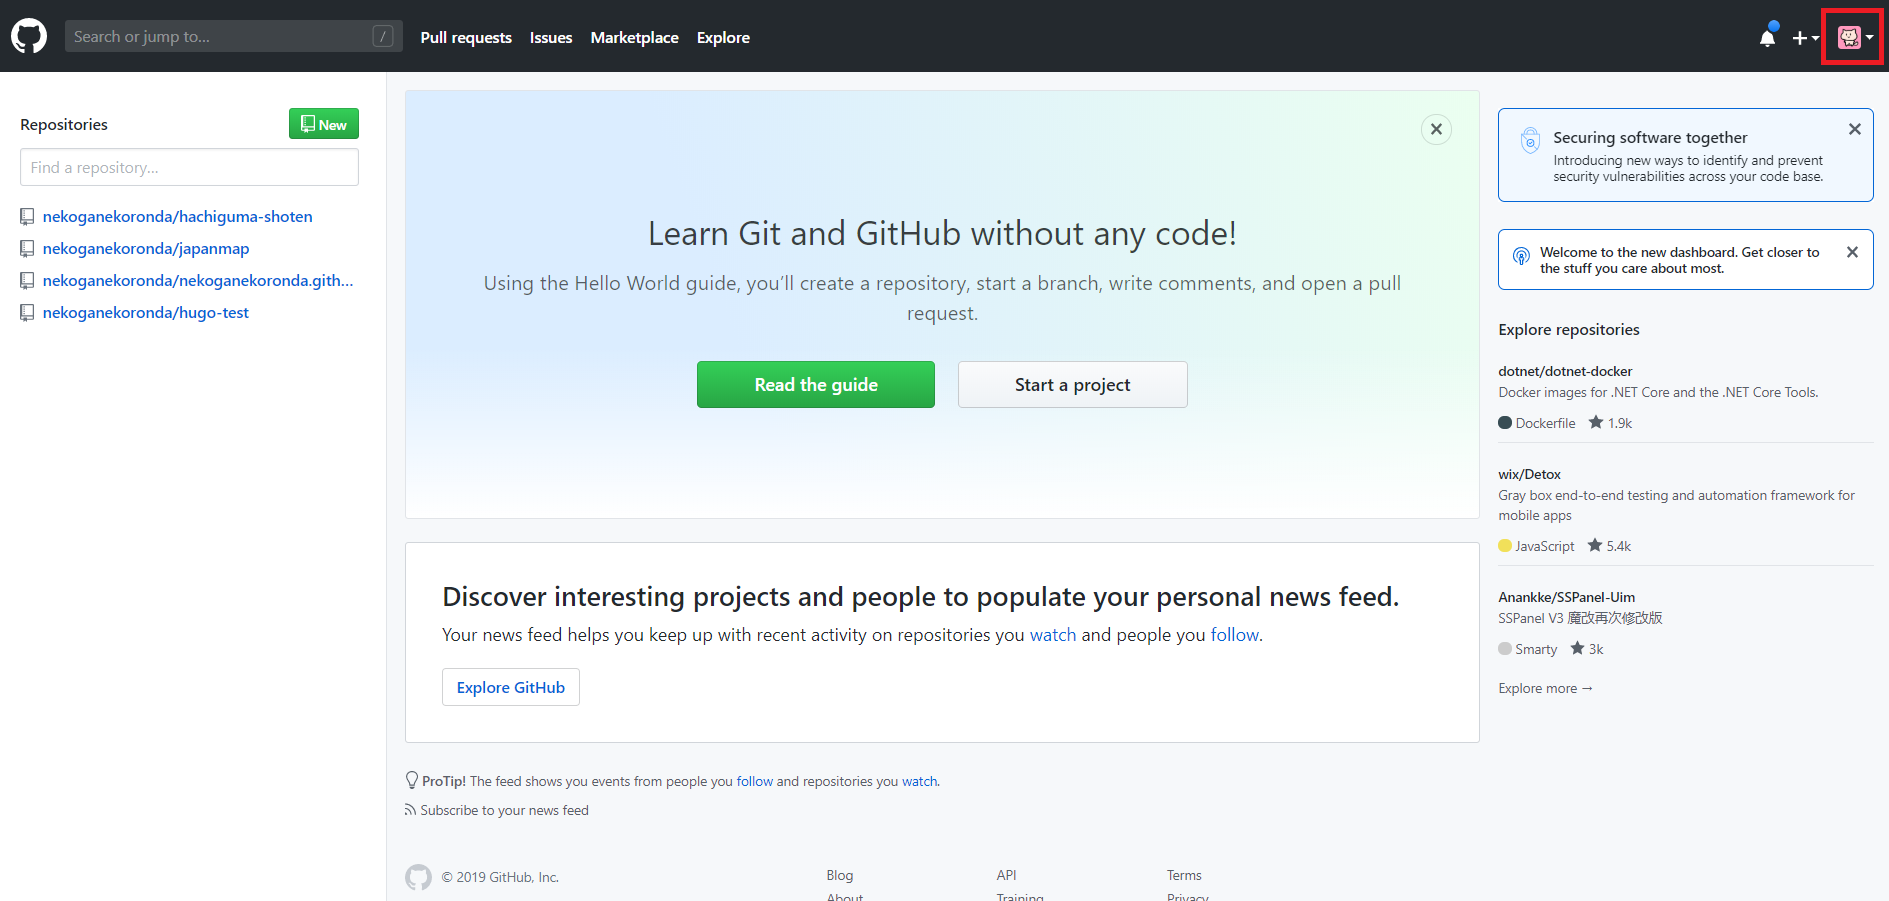 Search or jump to...
/
Pull requests
Issues
Marketplace
Explore
Repositories
New
Find a repository...
nekoganekoronda/hachiguma-shoten
nekoganekoronda/japanmap
nekoganekoronda/nekoganekoronda.gith...
nekoganekoronda/hugo-test
Learn Git and GitHub without any code!
Using the Hello World guide, you’ll create a repository, start a branch, write comments, and open a pull
request.
Read the guide
Start a project
Discover interesting projects and people to populate your personal news feed.
Your news feed helps you keep up with recent activity on repositories you watch and people you follow.
Explore GitHub
ProTip! The feed shows you events from people you follow and repositories you watch.
Subscribe to your news feed
© 2019 GitHub, Inc.
Blog
About
API
Training
Terms
Privacy
Securing software together
Introducing new ways to identify and prevent
security vulnerabilities across your code base.
Welcome to the new dashboard. Get closer to
the stuff you care about most.
Explore repositories
dotnet/dotnet-docker
Docker images for .NET Core and the .NET Core Tools.
Dockerfile 1.9k
wix/Detox
Gray box end-to-end testing and automation framework for
mobile apps
JavaScript 5.4k
Anankke/SSPanel-Uim
SSPanel V3 魔改再次修改版
Smarty 3k
Explore more →